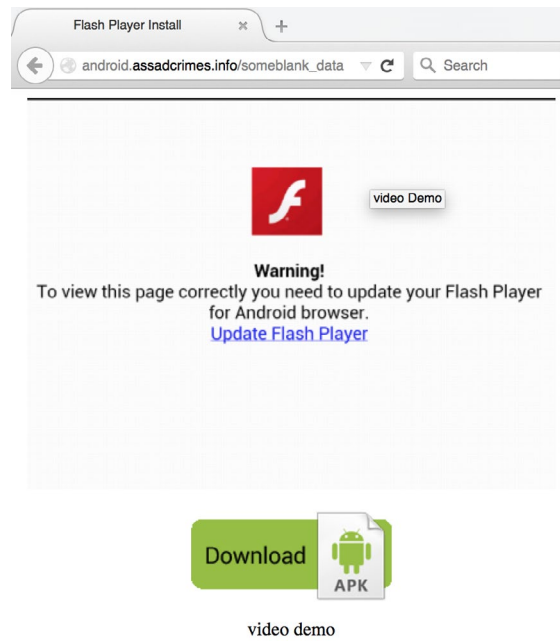 Flash Player Install
android.assadcrimes.info/someblank_data
Search
video Demo
Warning!
To view this page correctly you need to update your Flash Player
for Android browser.
Update Flash Player
Download
APK
video demo